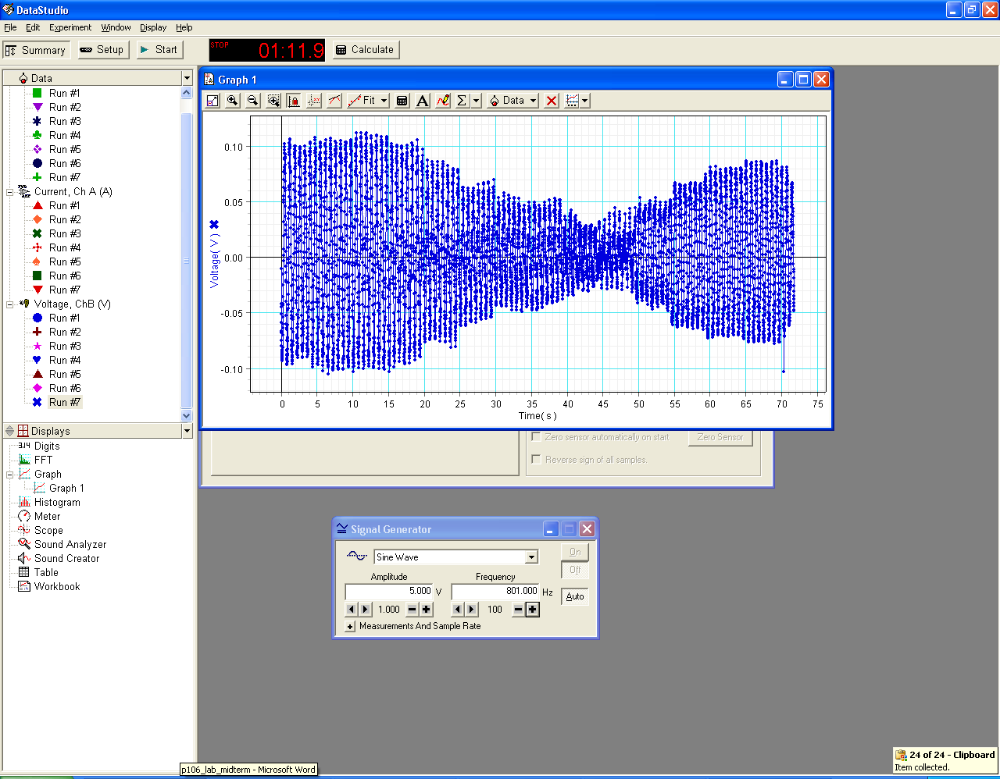 DataStudio
File Edit Experiment Window Display Help
Summary Setup Start STOP 01:11.9 Calculate
Data
Run #1
Run #2
Run #3
Run #4
Run #5
Run #6
Run #7
Current, Ch A (A)
Run #1
Run #2
Run #3
Run #4
Run #5
Run #6
Run #7
Voltage, ChB (V)
Run #1
Run #2
Run #3
Run #4
Run #5
Run #6
Run #7
Displays
3.14 Digits
FFT
Graph
Graph 1
Histogram
Meter
Scope
Sound Analyzer
Sound Creator
Table
Workbook
Graph 1
Fit A Σ Data
0.10
0.05
0.00
-0.05
-0.10
Voltage( V )
0 5 10 15 20 25 30 35 40 45 50 55 60 65 70 75
Time( s )
Zero sensor automatically on start Zero Sensor
Reverse sign of all samples.
Signal Generator
Sine Wave On
Off
Amplitude Frequency
5.000 V 801.000 Hz Auto
1.000 100
Measurements And Sample Rate
p106_lab_midterm - Microsoft Word
24 of 24 - Clipboard
Item collected.